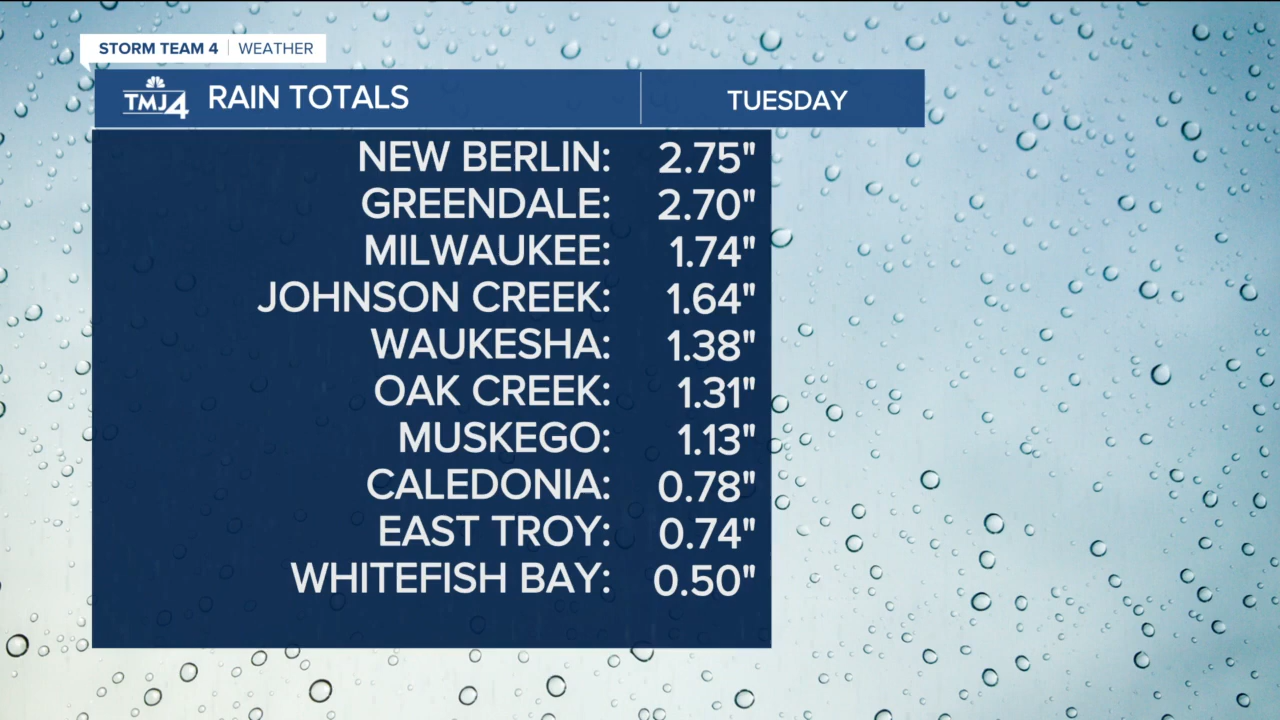 STORM TEAM 4 | WEATHER
TMJ4 RAIN TOTALS TUESDAY
NEW BERLIN: 2.75"
GREENDALE: 2.70"
MILWAUKEE: 1.74"
JOHNSON CREEK: 1.64"
WAUKESHA: 1.38"
OAK CREEK: 1.31"
MUSKEGO: 1.13"
CALEDONIA: 0.78"
EAST TROY: 0.74"
WHITEFISH BAY: 0.50"